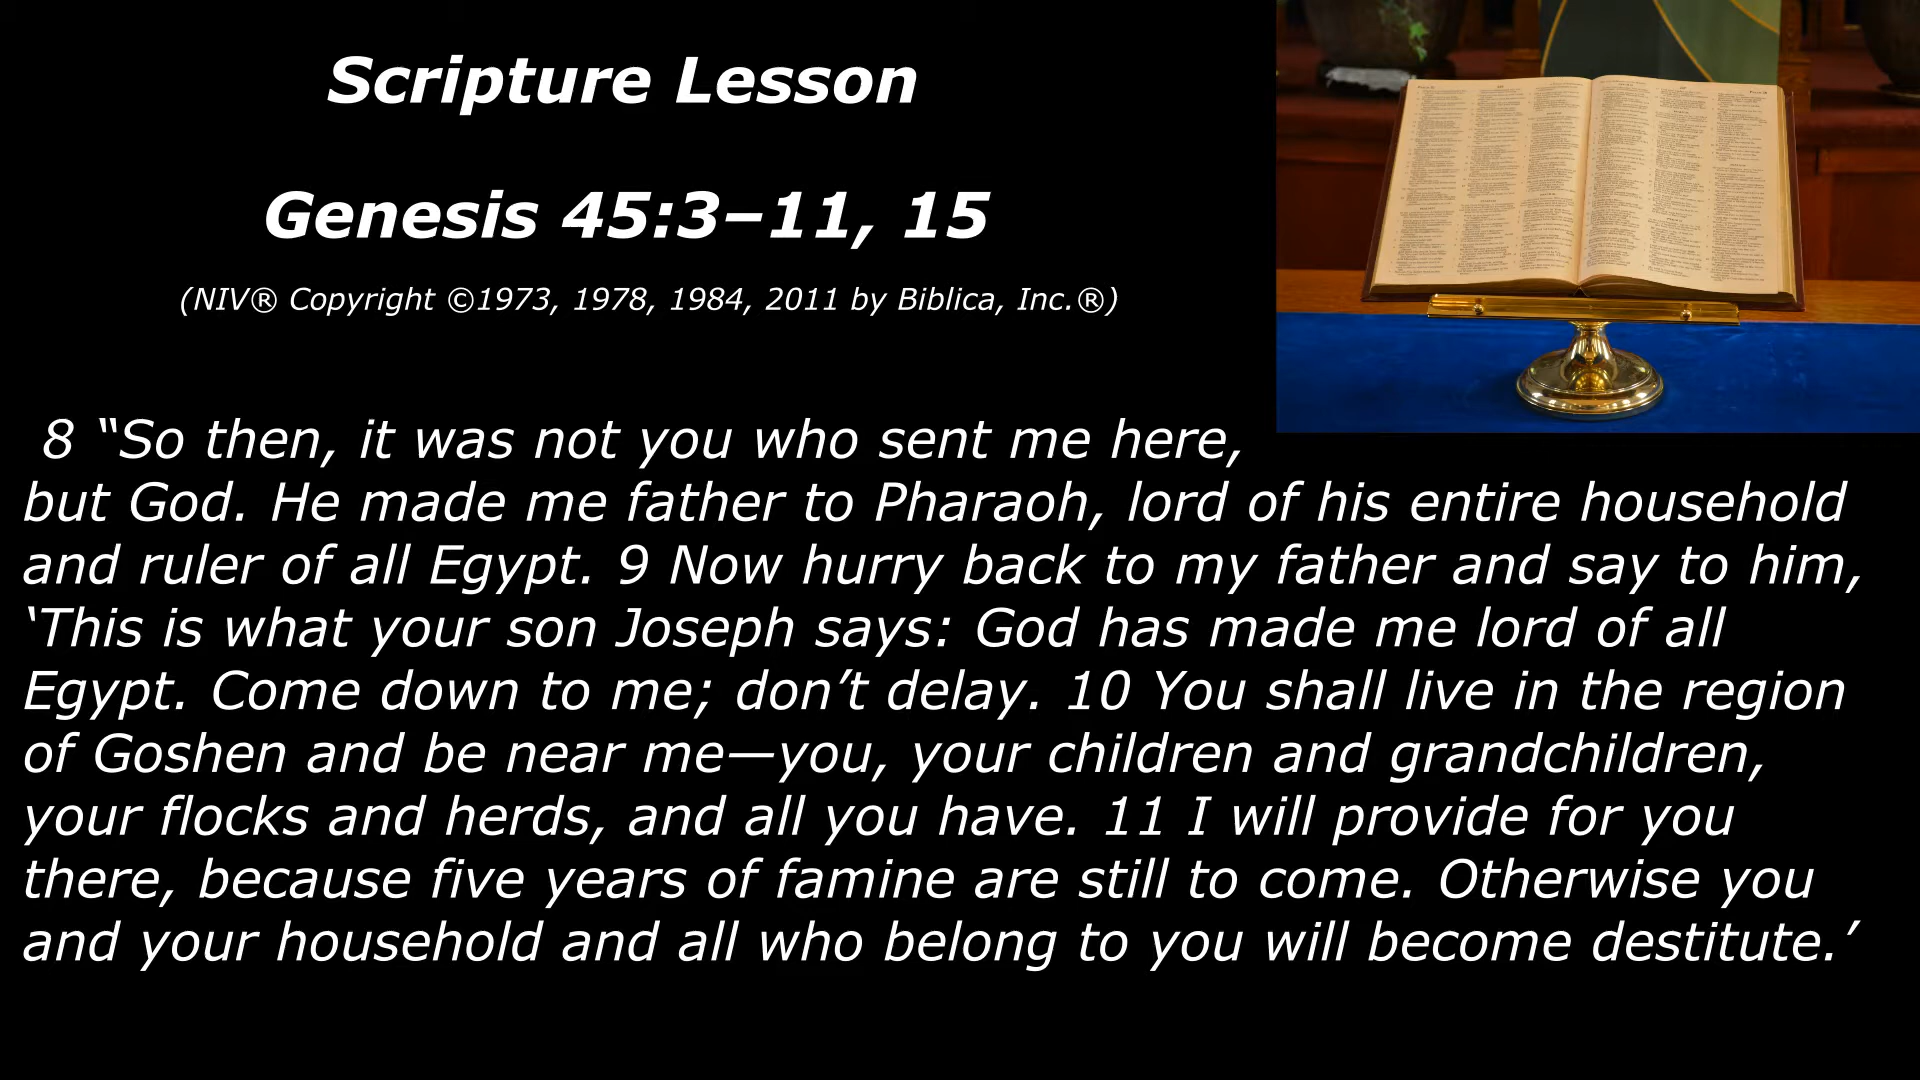 Scripture Lesson
Genesis 45:3–11, 15
(NIV® Copyright ©1973, 1978, 1984, 2011 by Biblica, Inc.®)
8 “So then, it was not you who sent me here,
but God. He made me father to Pharaoh, lord of his entire household
and ruler of all Egypt. 9 Now hurry back to my father and say to him,
‘This is what your son Joseph says: God has made me lord of all
Egypt. Come down to me; don’t delay. 10 You shall live in the region
of Goshen and be near me—you, your children and grandchildren,
your flocks and herds, and all you have. 11 I will provide for you
there, because five years of famine are still to come. Otherwise you
and your household and all who belong to you will become destitute.’